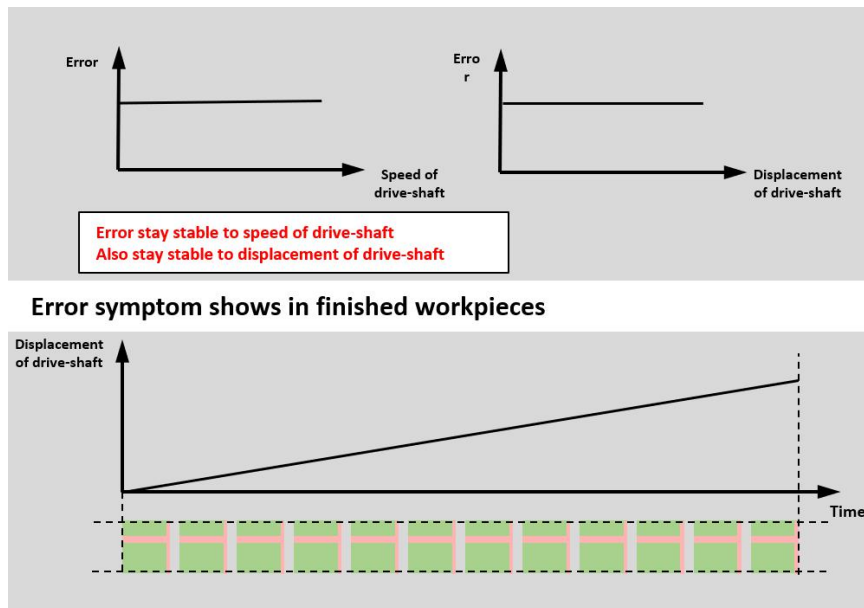 Error
Erro
r
Speed of
drive-shaft
Displacement
of drive-shaft
Error stay stable to speed of drive-shaft
Also stay stable to displacement of drive-shaft
Error symptom shows in finished workpieces
Displacement
of drive-shaft
Time